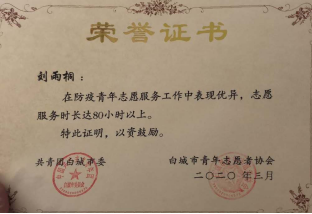 荣誉证书
刘雨桐：
在防疫青年志愿服务工作中表现优异，志愿
服务时长达80小时以上。
特此证明，以资鼓励。
共青团白城市委
白城市青年志愿者协会
二〇二〇年三月